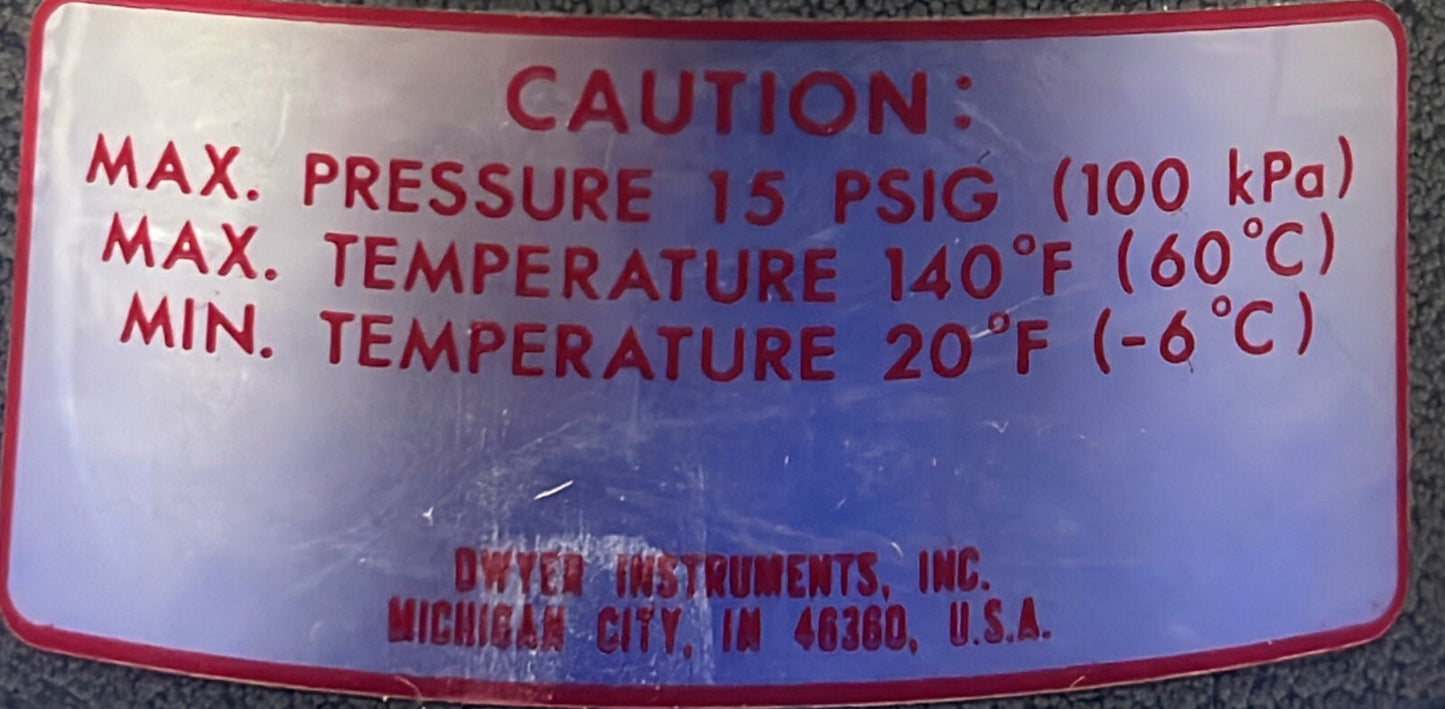 CAUTION:
MAX. PRESSURE 15 PSIG (100 kPa)
MAX. TEMPERATURE 140°F (60°C)
MIN. TEMPERATURE 20°F (-6°C)
DWYER INSTRUMENTS, INC.
MICHIGAN CITY, IN 46360, U.S.A.